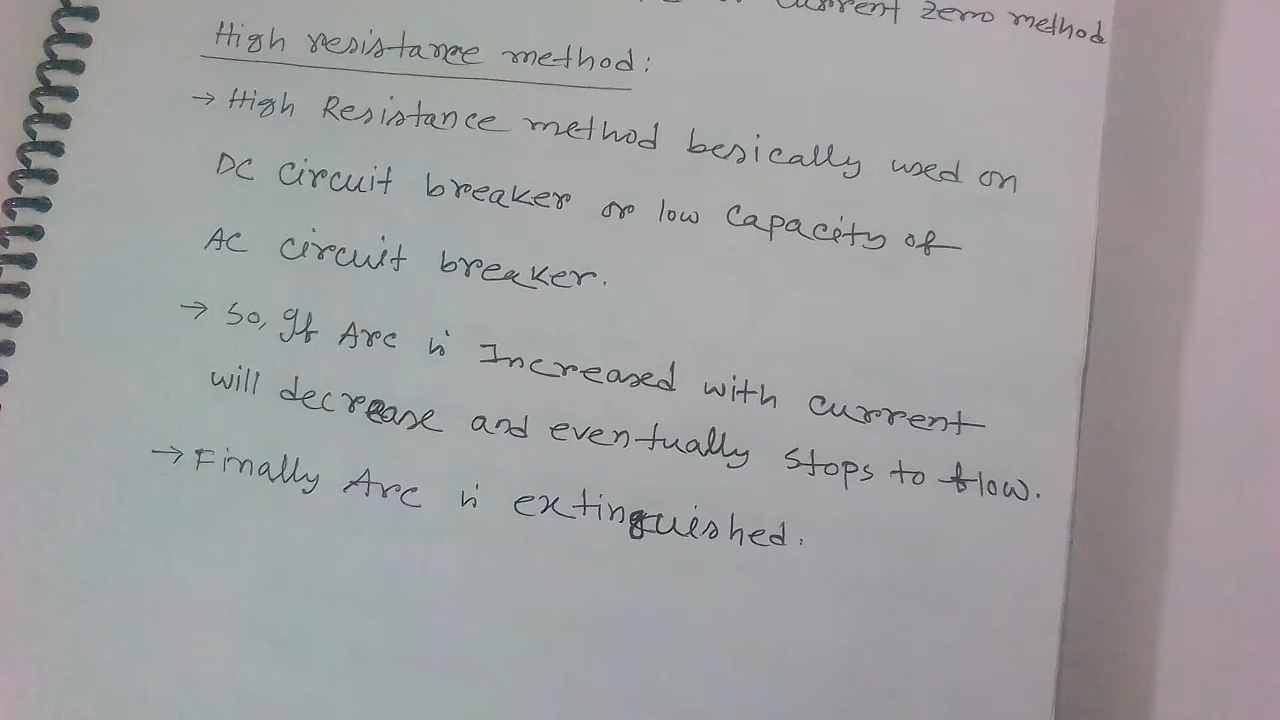 Current zero method
High resistance method:
→ High Resistance method besically used on
DC circuit breaker or low capacity of
AC circuit breaker.
→ So, If Arc is Increased with current
will decrease and eventually stops to flow.
→ Finally Arc is extinguished.